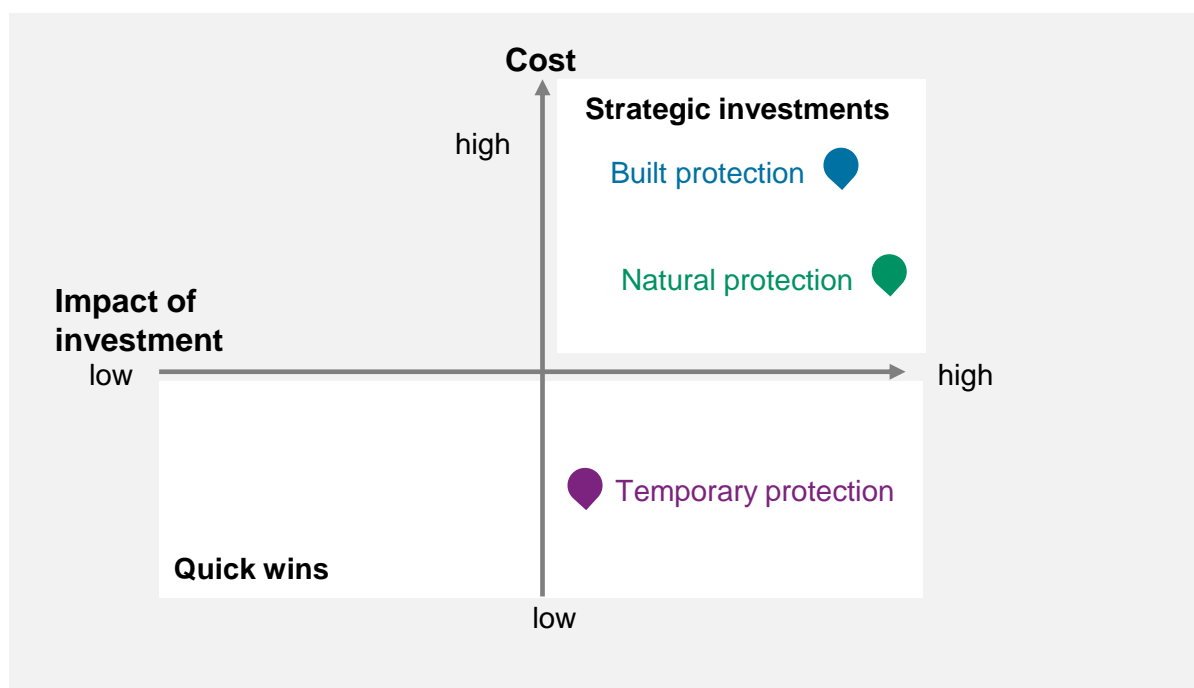 Cost
Strategic investments
high
Built protection
Natural protection
Impact of
investment
low
high
Temporary protection
Quick wins
low